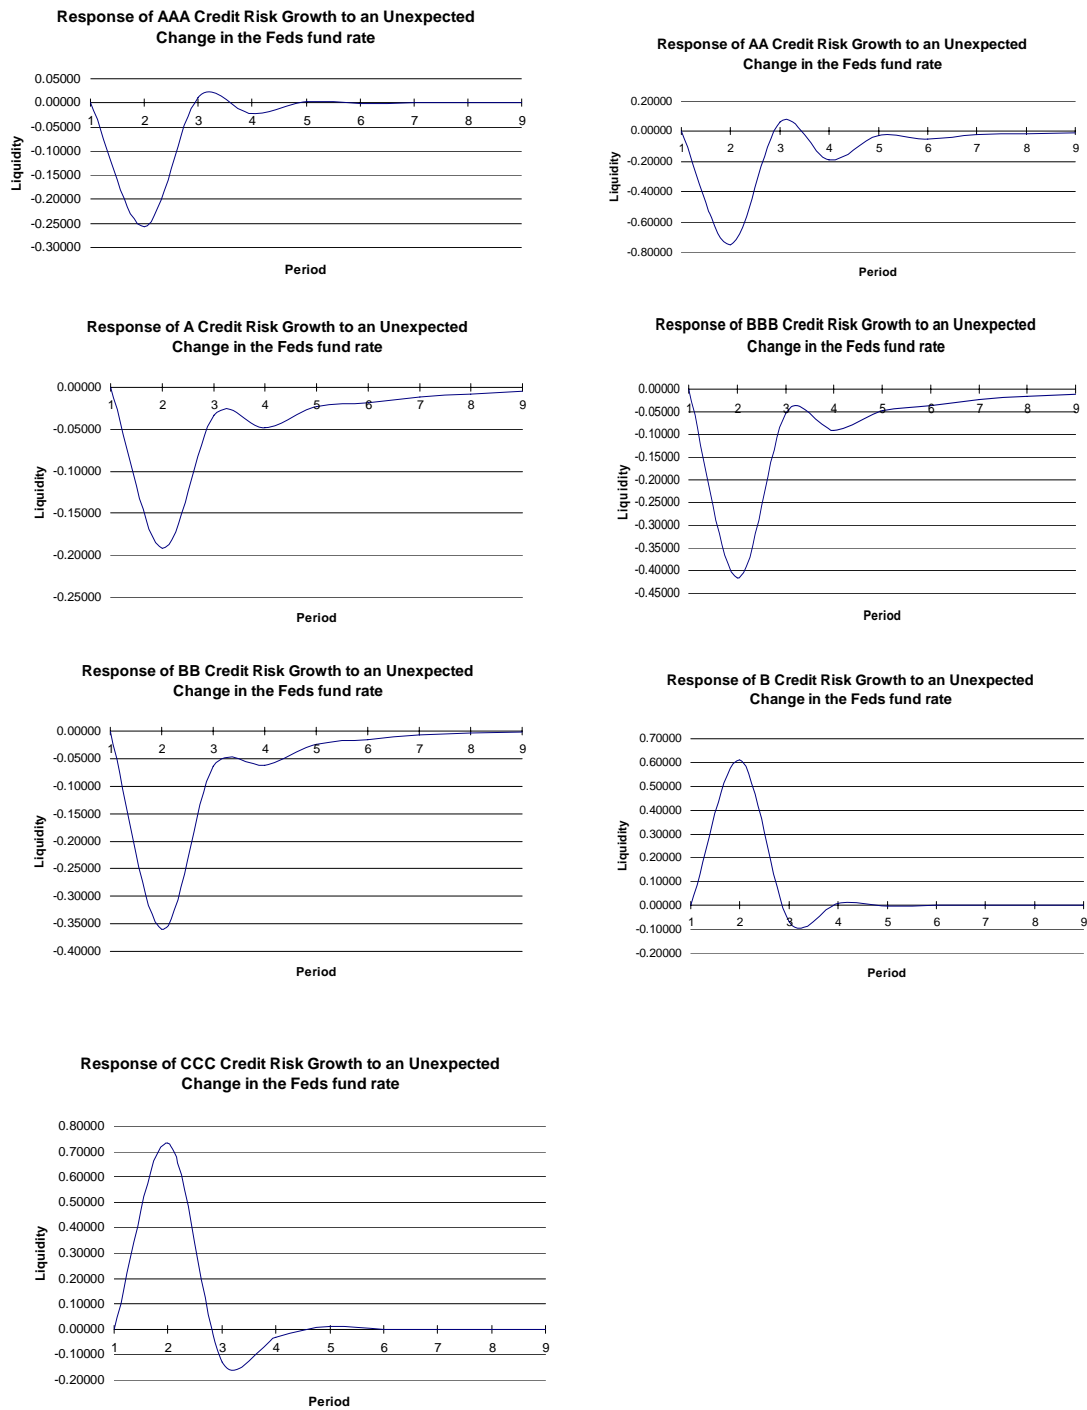 Response of AAA Credit Risk Growth to an Unexpected
Change in the Feds fund rate
0.05000
0.00000
-0.05000
-0.10000
-0.15000
-0.20000
-0.25000
-0.30000
1 2 3 4 5 6 7 8 9
Liquidity
Period
Response of AA Credit Risk Growth to an Unexpected
Change in the Feds fund rate
0.20000
0.00000
-0.20000
-0.40000
-0.60000
-0.80000
1 2 3 4 5 6 7 8 9
Liquidity
Period
Response of A Credit Risk Growth to an Unexpected
Change in the Feds fund rate
0.00000
-0.05000
-0.10000
-0.15000
-0.20000
-0.25000
1 2 3 4 5 6 7 8 9
Liquidity
Period
Response of BBB Credit Risk Growth to an Unexpected
Change in the Feds fund rate
0.00000
-0.05000
-0.10000
-0.15000
-0.20000
-0.25000
-0.30000
-0.35000
-0.40000
-0.45000
1 2 3 4 5 6 7 8 9
Liquidity
Period
Response of BB Credit Risk Growth to an Unexpected
Change in the Feds fund rate
0.00000
-0.05000
-0.10000
-0.15000
-0.20000
-0.25000
-0.30000
-0.35000
-0.40000
1 2 3 4 5 6 7 8 9
Liquidity
Period
Response of B Credit Risk Growth to an Unexpected
Change in the Feds fund rate
0.70000
0.60000
0.50000
0.40000
0.30000
0.20000
0.10000
0.00000
-0.10000
-0.20000
1 2 3 4 5 6 7 8 9
Liquidity
Period
Response of CCC Credit Risk Growth to an Unexpected
Change in the Feds fund rate
0.80000
0.70000
0.60000
0.50000
0.40000
0.30000
0.20000
0.10000
0.00000
-0.10000
-0.20000
1 2 3 4 5 6 7 8 9
Liquidity
Period